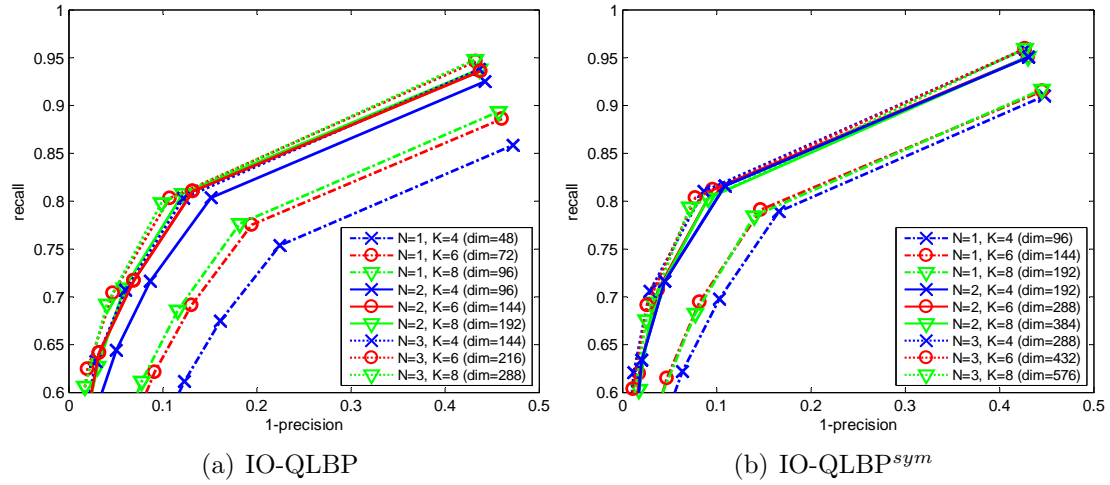 1
0.95
0.9
0.85
0.8
0.75
0.7
0.65
0.6
recall
0 0.1 0.2 0.3 0.4 0.5
1-precision
N=1, K=4 (dim=48)
N=1, K=6 (dim=72)
N=1, K=8 (dim=96)
N=2, K=4 (dim=96)
N=2, K=6 (dim=144)
N=2, K=8 (dim=192)
N=3, K=4 (dim=144)
N=3, K=6 (dim=216)
N=3, K=8 (dim=288)
(a) IO-QLBP
1
0.95
0.9
0.85
0.8
0.75
0.7
0.65
0.6
recall
0 0.1 0.2 0.3 0.4 0.5
1-precision
N=1, K=4 (dim=96)
N=1, K=6 (dim=144)
N=1, K=8 (dim=192)
N=2, K=4 (dim=192)
N=2, K=6 (dim=288)
N=2, K=8 (dim=384)
N=3, K=4 (dim=288)
N=3, K=6 (dim=432)
N=3, K=8 (dim=576)
(b) IO-QLBP^sym